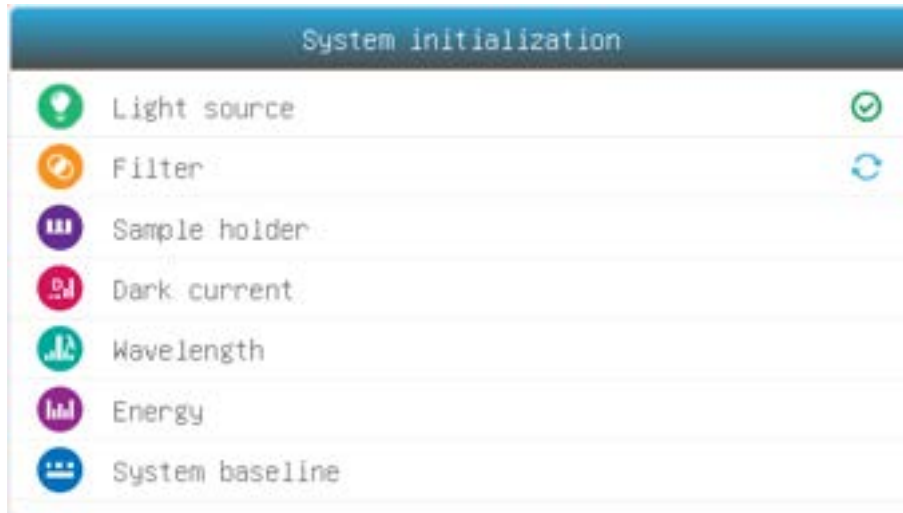 System initialization
Light source
Filter
Sample holder
Dark current
Wavelength
Energy
System baseline